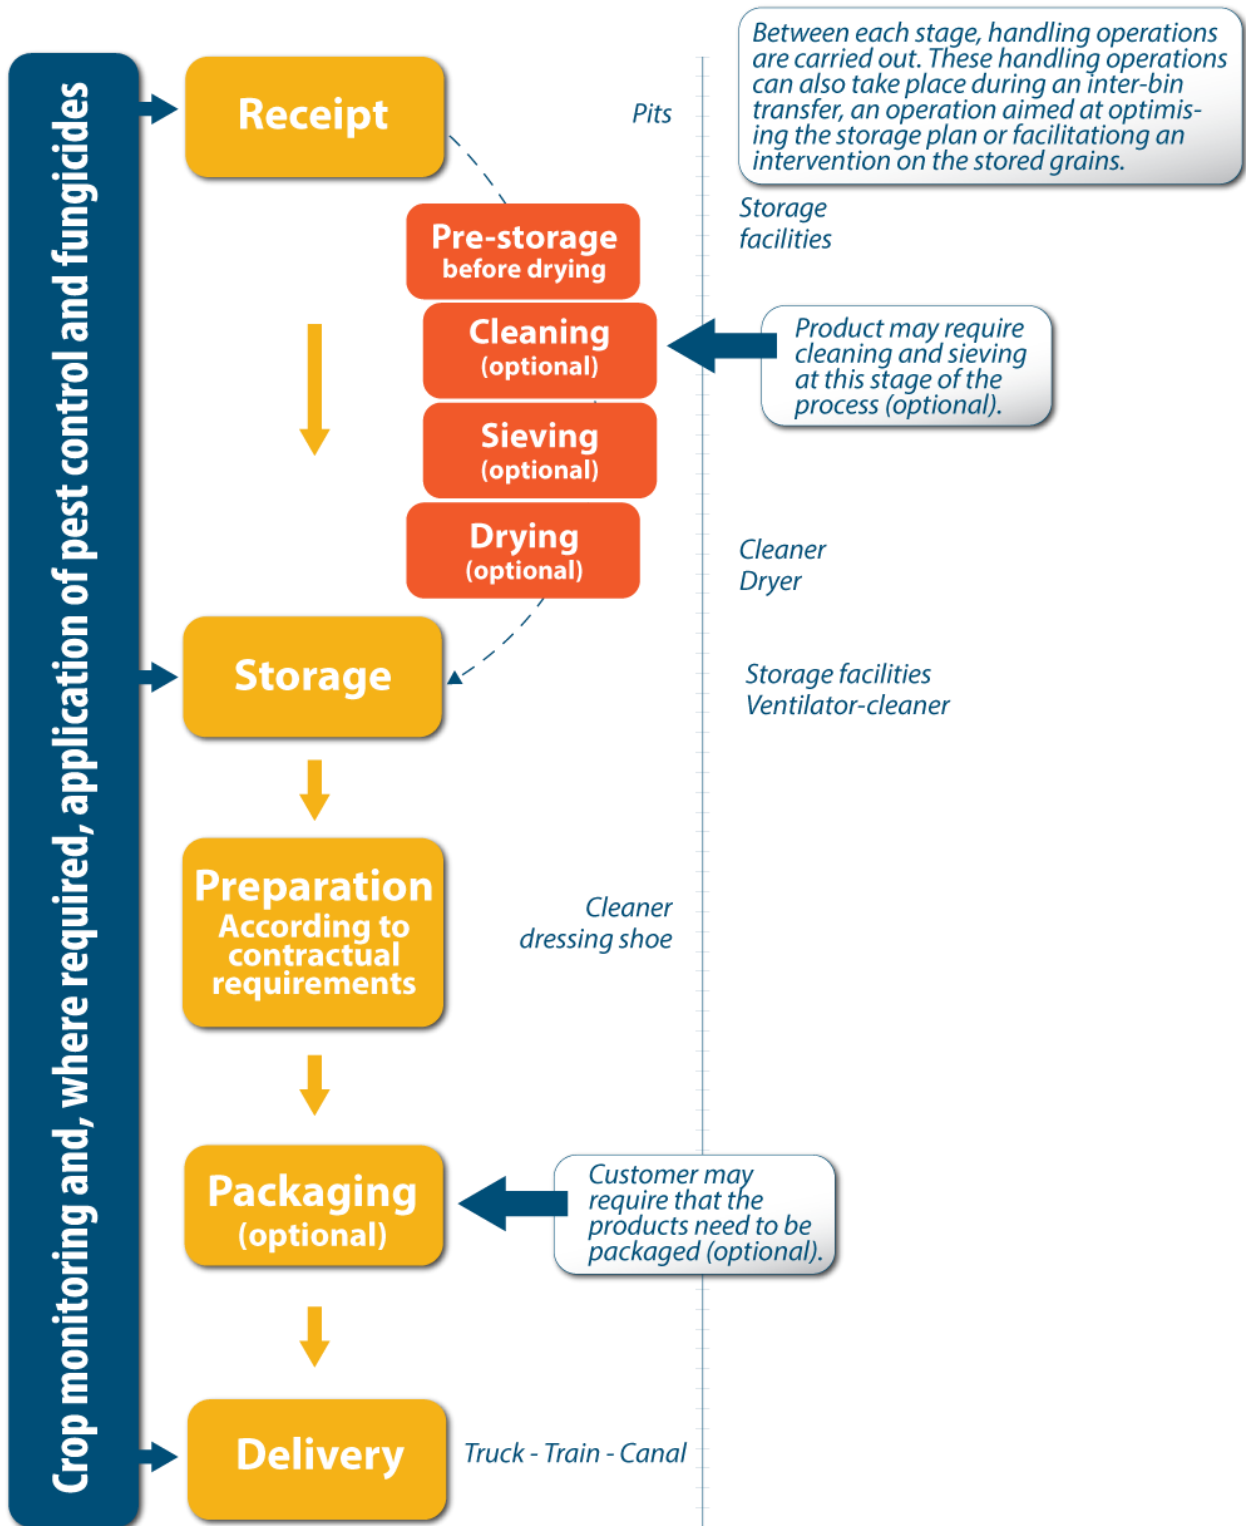 Crop monitoring and, where required, application of pest control and fungicides
Receipt
Pits
Between each stage, handling operations
are carried out. These handling operations
can also take place during an inter-bin
transfer, an operation aimed at optimis-
ing the storage plan or facilitationg an
intervention on the stored grains.
Pre-storage
before drying
Storage
facilities
Cleaning
(optional)
Product may require
cleaning and sieving
at this stage of the
process (optional).
Sieving
(optional)
Drying
(optional)
Cleaner
Dryer
Storage
Storage facilities
Ventilator-cleaner
Preparation
According to
contractual
requirements
Cleaner
dressing shoe
Packaging
(optional)
Customer may
require that the
products need to be
packaged (optional).
Delivery
Truck - Train - Canal